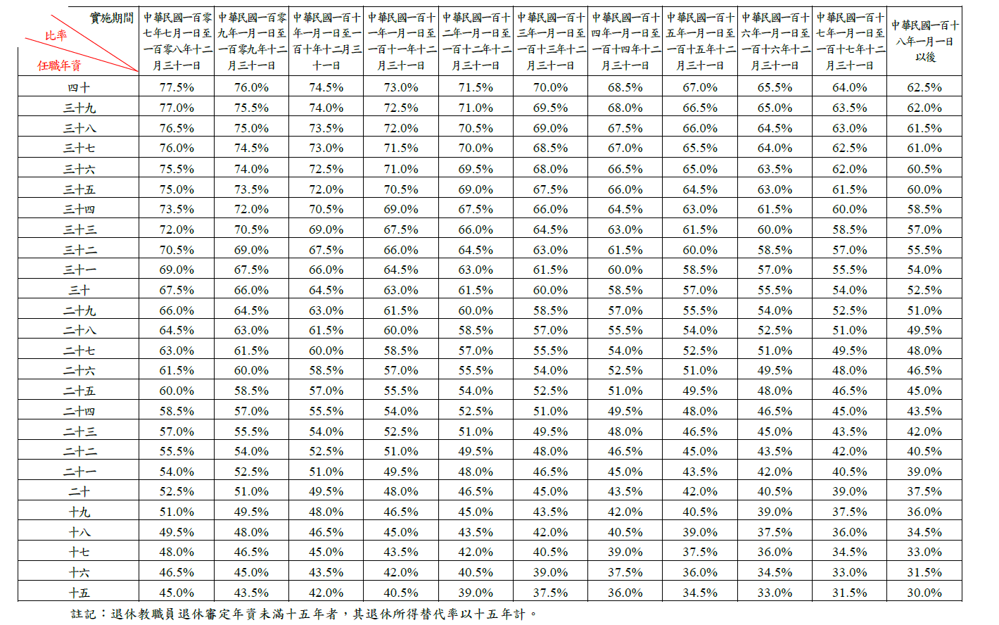 實施期間
比率
任職年資
中華民國一百零
七年七月一日至
一百零八年十二
月三十一日
中華民國一百零
九年一月一日至
一百零九年十二
月三十一日
中華民國一百十
年一月一日至一
百十年十二月三
十一日
中華民國一百十
一年一月一日至
一百十一年十二
月三十一日
中華民國一百十
二年一月一日至
一百十二年十二
月三十一日
中華民國一百十
三年一月一日至
一百十三年十二
月三十一日
中華民國一百十
四年一月一日至
一百十四年十二
月三十一日
中華民國一百十
五年一月一日至
一百十五年十二
月三十一日
中華民國一百十
六年一月一日至
一百十六年十二
月三十一日
中華民國一百十
七年一月一日至
一百十七年十二
月三十一日
中華民國一百十
八年一月一日
以後
四十 77.5% 76.0% 74.5% 73.0% 71.5% 70.0% 68.5% 67.0% 65.5% 64.0% 62.5%
三十九 77.0% 75.5% 74.0% 72.5% 71.0% 69.5% 68.0% 66.5% 65.0% 63.5% 62.0%
三十八 76.5% 75.0% 73.5% 72.0% 70.5% 69.0% 67.5% 66.0% 64.5% 63.0% 61.5%
三十七 76.0% 74.5% 73.0% 71.5% 70.0% 68.5% 67.0% 65.5% 64.0% 62.5% 61.0%
三十六 75.5% 74.0% 72.5% 71.0% 69.5% 68.0% 66.5% 65.0% 63.5% 62.0% 60.5%
三十五 75.0% 73.5% 72.0% 70.5% 69.0% 67.5% 66.0% 64.5% 63.0% 61.5% 60.0%
三十四 73.5% 72.0% 70.5% 69.0% 67.5% 66.0% 64.5% 63.0% 61.5% 60.0% 58.5%
三十三 72.0% 70.5% 69.0% 67.5% 66.0% 64.5% 63.0% 61.5% 60.0% 58.5% 57.0%
三十二 70.5% 69.0% 67.5% 66.0% 64.5% 63.0% 61.5% 60.0% 58.5% 57.0% 55.5%
三十一 69.0% 67.5% 66.0% 64.5% 63.0% 61.5% 60.0% 58.5% 57.0% 55.5% 54.0%
三十 67.5% 66.0% 64.5% 63.0% 61.5% 60.0% 58.5% 57.0% 55.5% 54.0% 52.5%
二十九 66.0% 64.5% 63.0% 61.5% 60.0% 58.5% 57.0% 55.5% 54.0% 52.5% 51.0%
二十八 64.5% 63.0% 61.5% 60.0% 58.5% 57.0% 55.5% 54.0% 52.5% 51.0% 49.5%
二十七 63.0% 61.5% 60.0% 58.5% 57.0% 55.5% 54.0% 52.5% 51.0% 49.5% 48.0%
二十六 61.5% 60.0% 58.5% 57.0% 55.5% 54.0% 52.5% 51.0% 49.5% 48.0% 46.5%
二十五 60.0% 58.5% 57.0% 55.5% 54.0% 52.5% 51.0% 49.5% 48.0% 46.5% 45.0%
二十四 58.5% 57.0% 55.5% 54.0% 52.5% 51.0% 49.5% 48.0% 46.5% 45.0% 43.5%
二十三 57.0% 55.5% 54.0% 52.5% 51.0% 49.5% 48.0% 46.5% 45.0% 43.5% 42.0%
二十二 55.5% 54.0% 52.5% 51.0% 49.5% 48.0% 46.5% 45.0% 43.5% 42.0% 40.5%
二十一 54.0% 52.5% 51.0% 49.5% 48.0% 46.5% 45.0% 43.5% 42.0% 40.5% 39.0%
二十 52.5% 51.0% 49.5% 48.0% 46.5% 45.0% 43.5% 42.0% 40.5% 39.0% 37.5%
十九 51.0% 49.5% 48.0% 46.5% 45.0% 43.5% 42.0% 40.5% 39.0% 37.5% 36.0%
十八 49.5% 48.0% 46.5% 45.0% 43.5% 42.0% 40.5% 39.0% 37.5% 36.0% 34.5%
十七 48.0% 46.5% 45.0% 43.5% 42.0% 40.5% 39.0% 37.5% 36.0% 34.5% 33.0%
十六 46.5% 45.0% 43.5% 42.0% 40.5% 39.0% 37.5% 36.0% 34.5% 33.0% 31.5%
十五 45.0% 43.5% 42.0% 40.5% 39.0% 37.5% 36.0% 34.5% 33.0% 31.5% 30.0%
註記：退休教職員退休審定年資未滿十五年者，其退休所得替代率以十五年計。